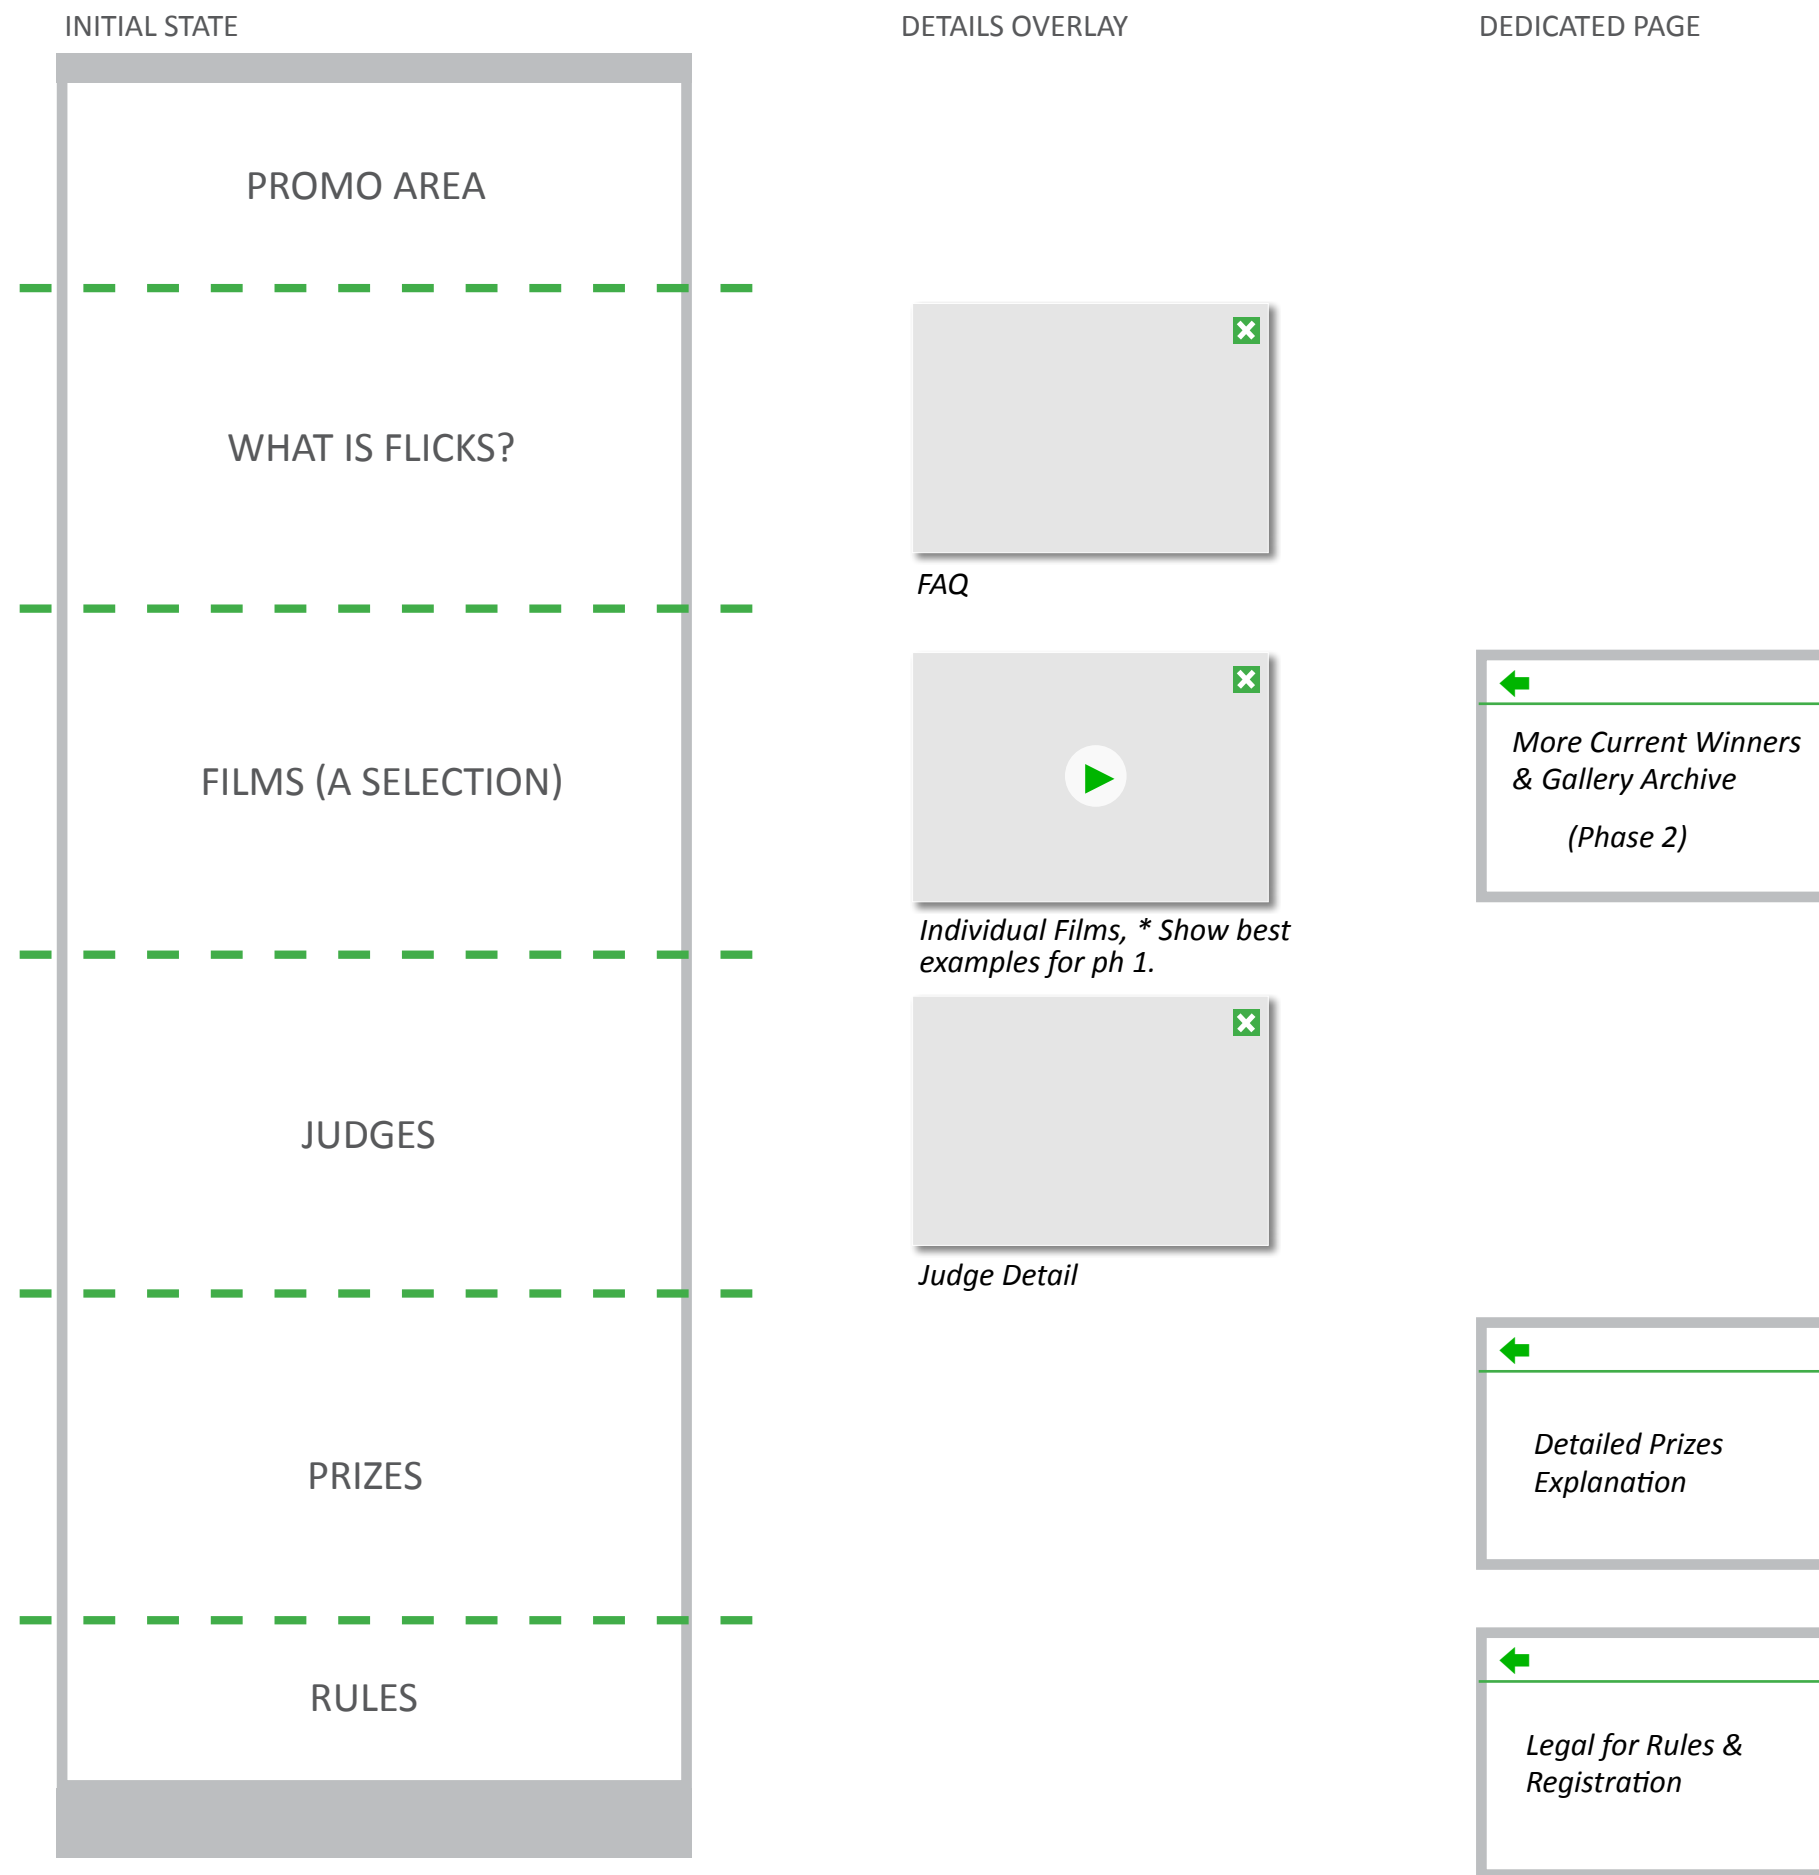 INITIAL STATE
DETAILS OVERLAY
DEDICATED PAGE
PROMO AREA
WHAT IS FLICKS?
FAQ
FILMS (A SELECTION)
More Current Winners
& Gallery Archive
(Phase 2)
Individual Films, * Show best
examples for ph 1.
JUDGES
Judge Detail
PRIZES
Detailed Prizes
Explanation
RULES
Legal for Rules &
Registration